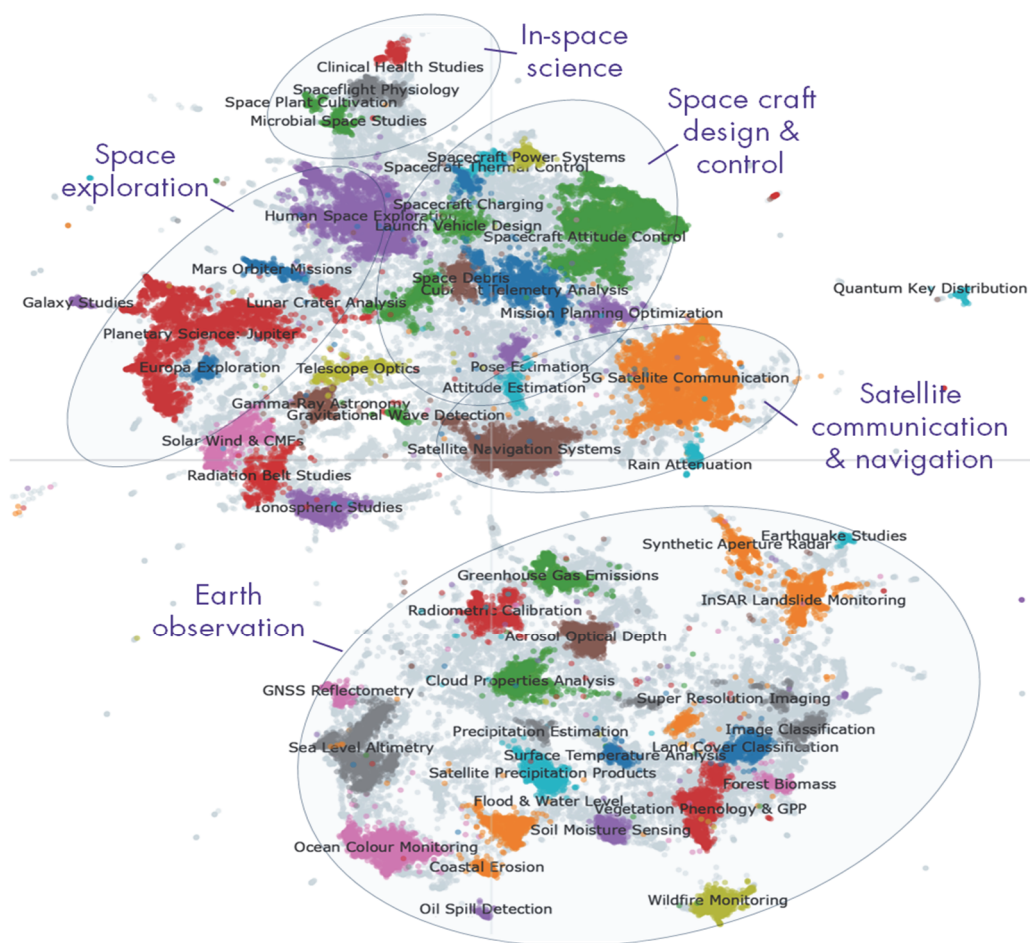 In-space
science
Clinical Health Studies
Spaceflight Physiology
Space Plant Cultivation
Microbial Space Studies
Space craft
design &
control
Space
exploration
Spacecraft Power Systems
Spacecraft Thermal Control
Spacecraft Charging
Human Space Exploration
Launch Vehicle Design
Spacecraft Attitude Control
Mars Orbiter Missions
Space Debris
Telemetry Analysis
Quantum Key Distribution
Galaxy Studies
Lunar Crater Analysis
Mission Planning Optimization
Planetary Science: Jupiter
Europa Exploration
Telescope Optics
Pose Estimation
5G Satellite Communication
Attitude Estimation
Gamma-Ray Astronomy
Gravitational Wave Detection
Satellite
communication
& navigation
Solar Wind & CMEs
Satellite Navigation Systems
Rain Attenuation
Radiation Belt Studies
Ionospheric Studies
Earth
observation
Earthquake Studies
Synthetic Aperture Radar
Greenhouse Gas Emissions
InSAR Landslide Monitoring
Radiometric Calibration
Aerosol Optical Depth
Cloud Properties Analysis
GNSS Reflectometry
Super Resolution Imaging
Precipitation Estimation
Image Classification
Sea Level Altimetry
Land Cover Classification
Surface Temperature Analysis
Satellite Precipitation Products
Forest Biomass
Flood & Water Level
Vegetation Phenology & GPP
Soil Moisture Sensing
Ocean Colour Monitoring
Coastal Erosion
Wildfire Monitoring
Oil Spill Detection